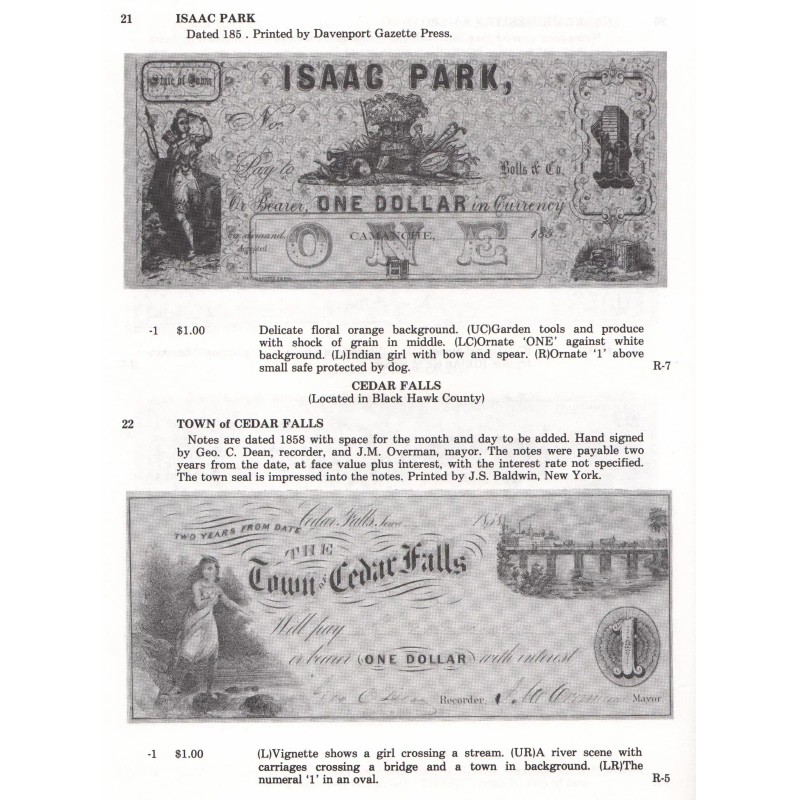 21 ISAAC PARK
Dated 185 . Printed by Davenport Gazette Press.
State of Iowa
ISAAC PARK,
No.
Pay to
Bolls & Co.
1
Or Bearer, ONE DOLLAR in Currency
on demand,
CAMANCHE, 185
ONE
-1 $1.00 Delicate floral orange background. (UC)Garden tools and produce
with shock of grain in middle. (LC)Ornate ‘ONE’ against white
background. (L)Indian girl with bow and spear. (R)Ornate ‘1’ above
small safe protected by dog. R-7
CEDAR FALLS
(Located in Black Hawk County)
22 TOWN of CEDAR FALLS
Notes are dated 1858 with space for the month and day to be added. Hand signed
by Geo. C. Dean, recorder, and J.M. Overman, mayor. The notes were payable two
years from the date, at face value plus interest, with the interest rate not specified.
The town seal is impressed into the notes. Printed by J.S. Baldwin, New York.
Cedar Falls, Iowa 1858
TWO YEARS FROM DATE
THE
Town of Cedar Falls
Will pay
or bearer ONE DOLLAR with interest
1
Geo C Dean Recorder, J. M. Overman Mayor
-1 $1.00 (L)Vignette shows a girl crossing a stream. (UR)A river scene with
carriages crossing a bridge and a town in background. (LR)The
numeral ‘1’ in an oval. R-5